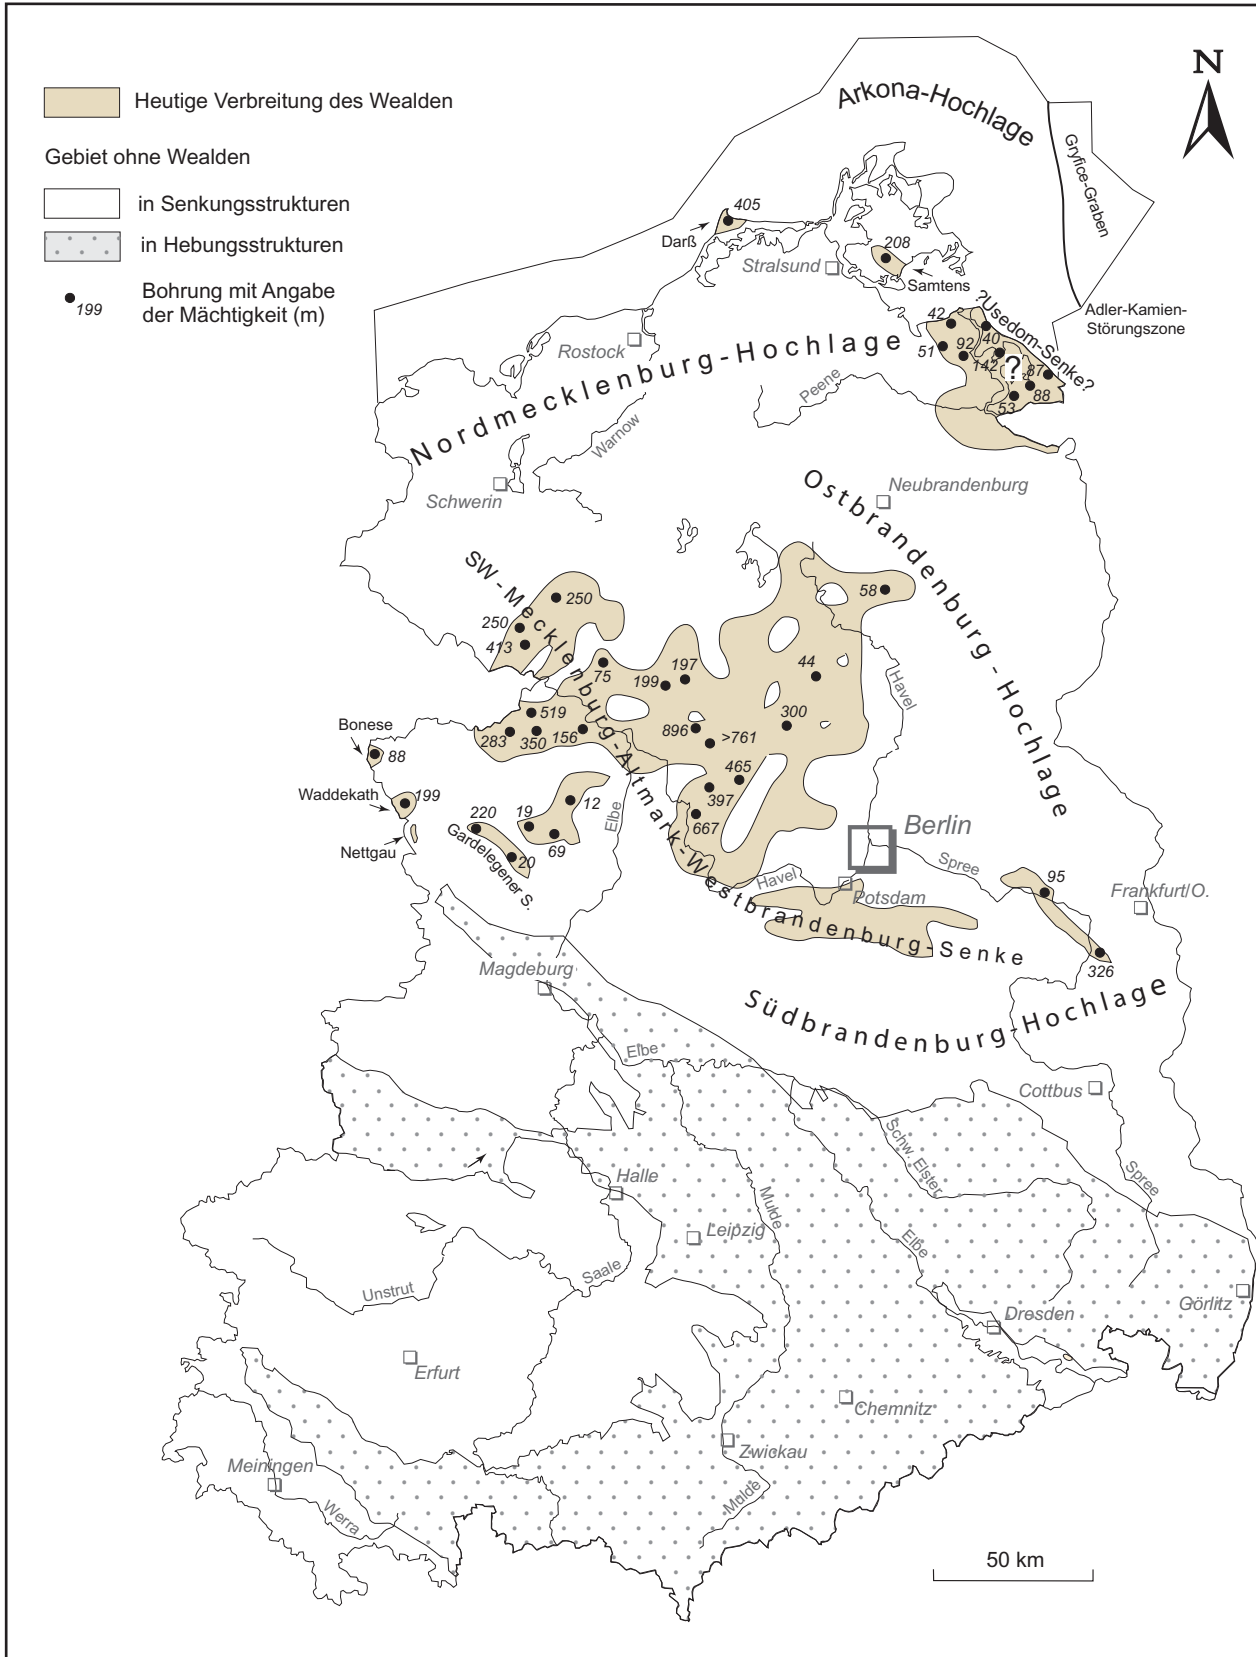 Heutige Verbreitung des Wealden
Gebiet ohne Wealden
in Senkungsstrukturen
in Hebungsstrukturen
199
Bohrung mit Angabe
der Mächtigkeit (m)
N
Arkona-Hochlage
Gryfice-Graben
Adler-Kamien-
Störungszone
405
Darß
Stralsund
208
Samtens
?Usedom-Senke?
42
51
92
40
142
?
87
88
53
Rostock
Nordmecklenburg-Hochlage
Peene
Warnow
Schwerin
Neubrandenburg
Ostbrandenburg-Hochlage
SW-Mecklenburg-Altmark-Westbrandenburg-Senke
250
250
413
58
75
199
197
44
Havel
519
283
350
156
896
>761
300
465
397
667
Bonese
88
Waddekath
199
Nettgau
220
Gardelegener S.
20
19
69
12
Elbe
Berlin
Spree
Havel
Potsdam
95
Frankfurt/O.
326
Südbrandenburg-Hochlage
Magdeburg
Elbe
Cottbus
Schw. Elster
Spree
Halle
Mulde
Leipzig
Elbe
Saale
Unstrut
Görlitz
Dresden
Erfurt
Chemnitz
Zwickau
Meiningen
Mulde
Werra
50 km